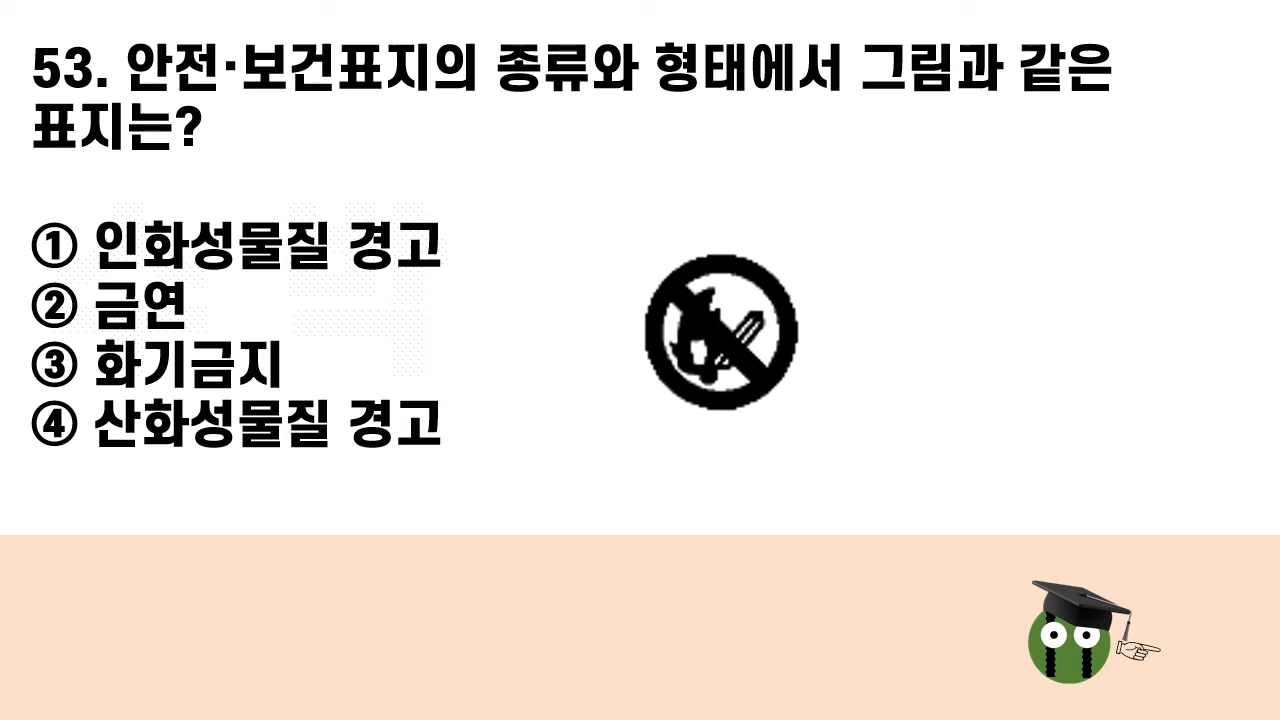 53. 안전·보건표지의 종류와 형태에서 그림과 같은
표지는?
① 인화성물질 경고
② 금연
③ 화기금지
④ 산화성물질 경고